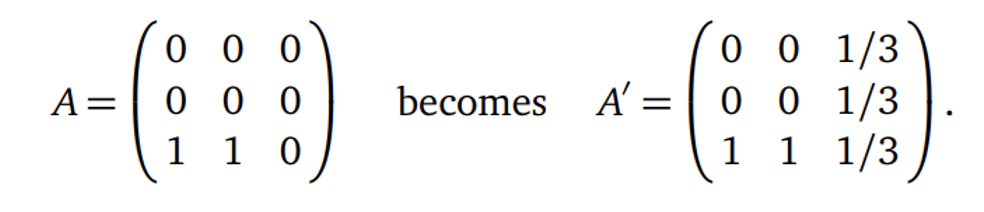 0 0 0 0 0 1/3
A = 0 0 0 becomes A′ = 0 0 1/3 .
1 1 0 1 1 1/3